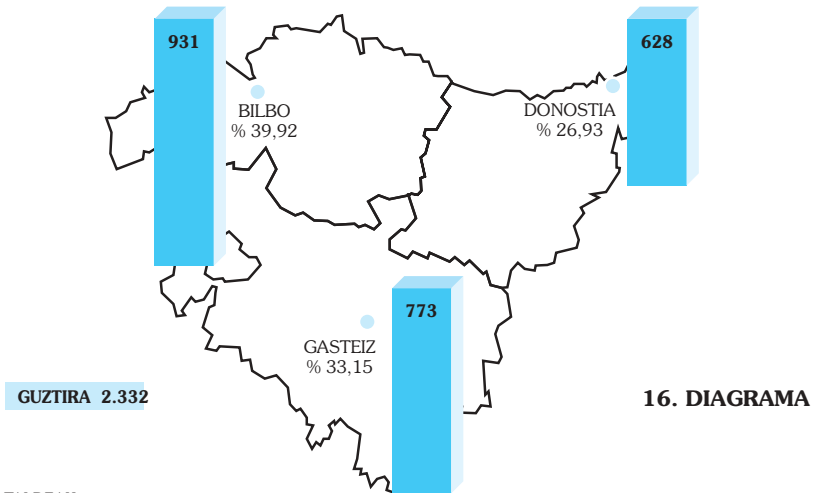 931
628
BILBO
% 39,92
DONOSTIA
% 26,93
773
GASTEIZ
% 33,15
GUZTIRA 2.332
16. DIAGRAMA